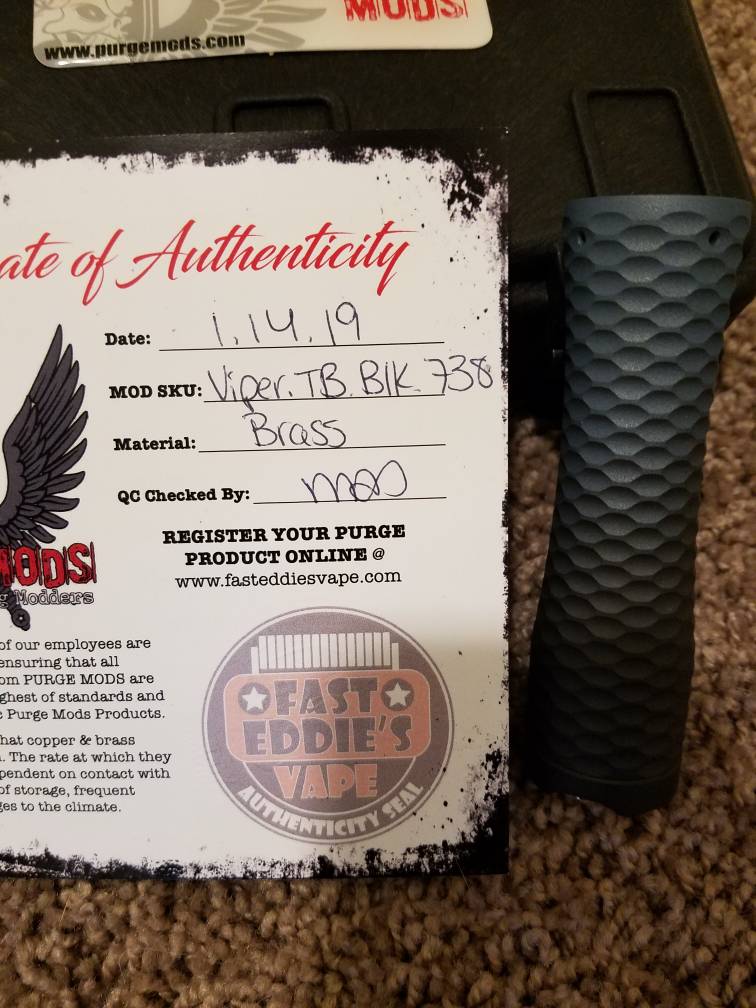 MODS
www.purgemods.com
ate of Authenticity
Date: 1.14.19
MOD SKU: Viper.TB.Blk.738
Material: Brass
QC Checked By:
REGISTER YOUR PURGE
PRODUCT ONLINE @
www.fasteddiesvape.com
MODS
g Modders
of our employees are
ensuring that all
om PURGE MODS are
ghest of standards and
Purge Mods Products.
hat copper & brass
. The rate at which they
pendent on contact with
of storage, frequent
ges to the climate.
FAST
EDDIE'S
VAPE
AUTHENTICITY SEAL